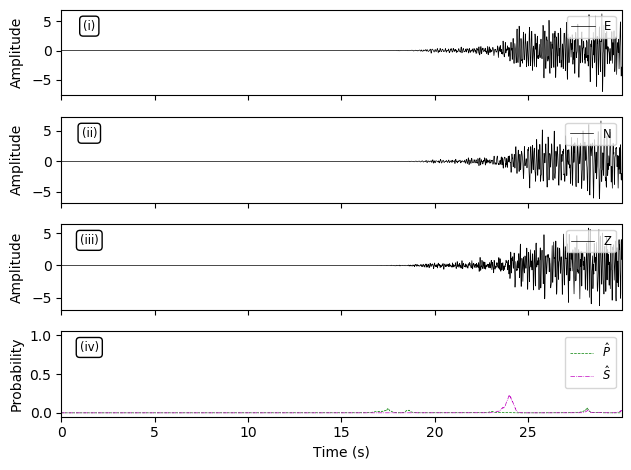 (i)
E
Amplitude
5
0
−5
(ii)
N
Amplitude
5
0
−5
(iii)
Z
Amplitude
5
0
−5
(iv)
P̂
Ŝ
Probability
1.0
0.5
0.0
0 5 10 15 20 25
Time (s)